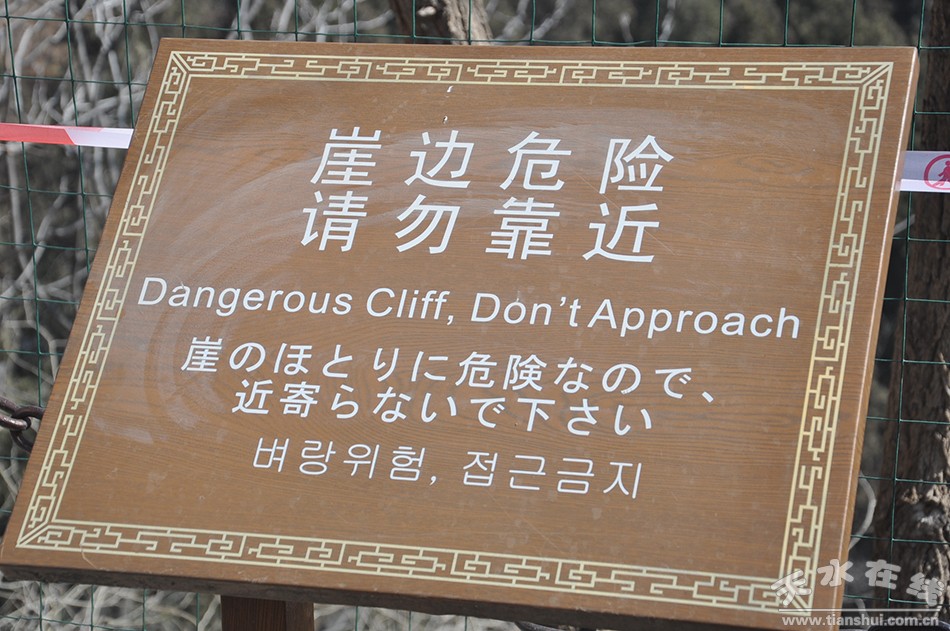 崖边危险
请勿靠近
Dangerous Cliff, Don't Approach
崖のほとりに危険なので、
近寄らないで下さい
벼랑위험, 접근금지
天水在线
www.tianshui.com.cn